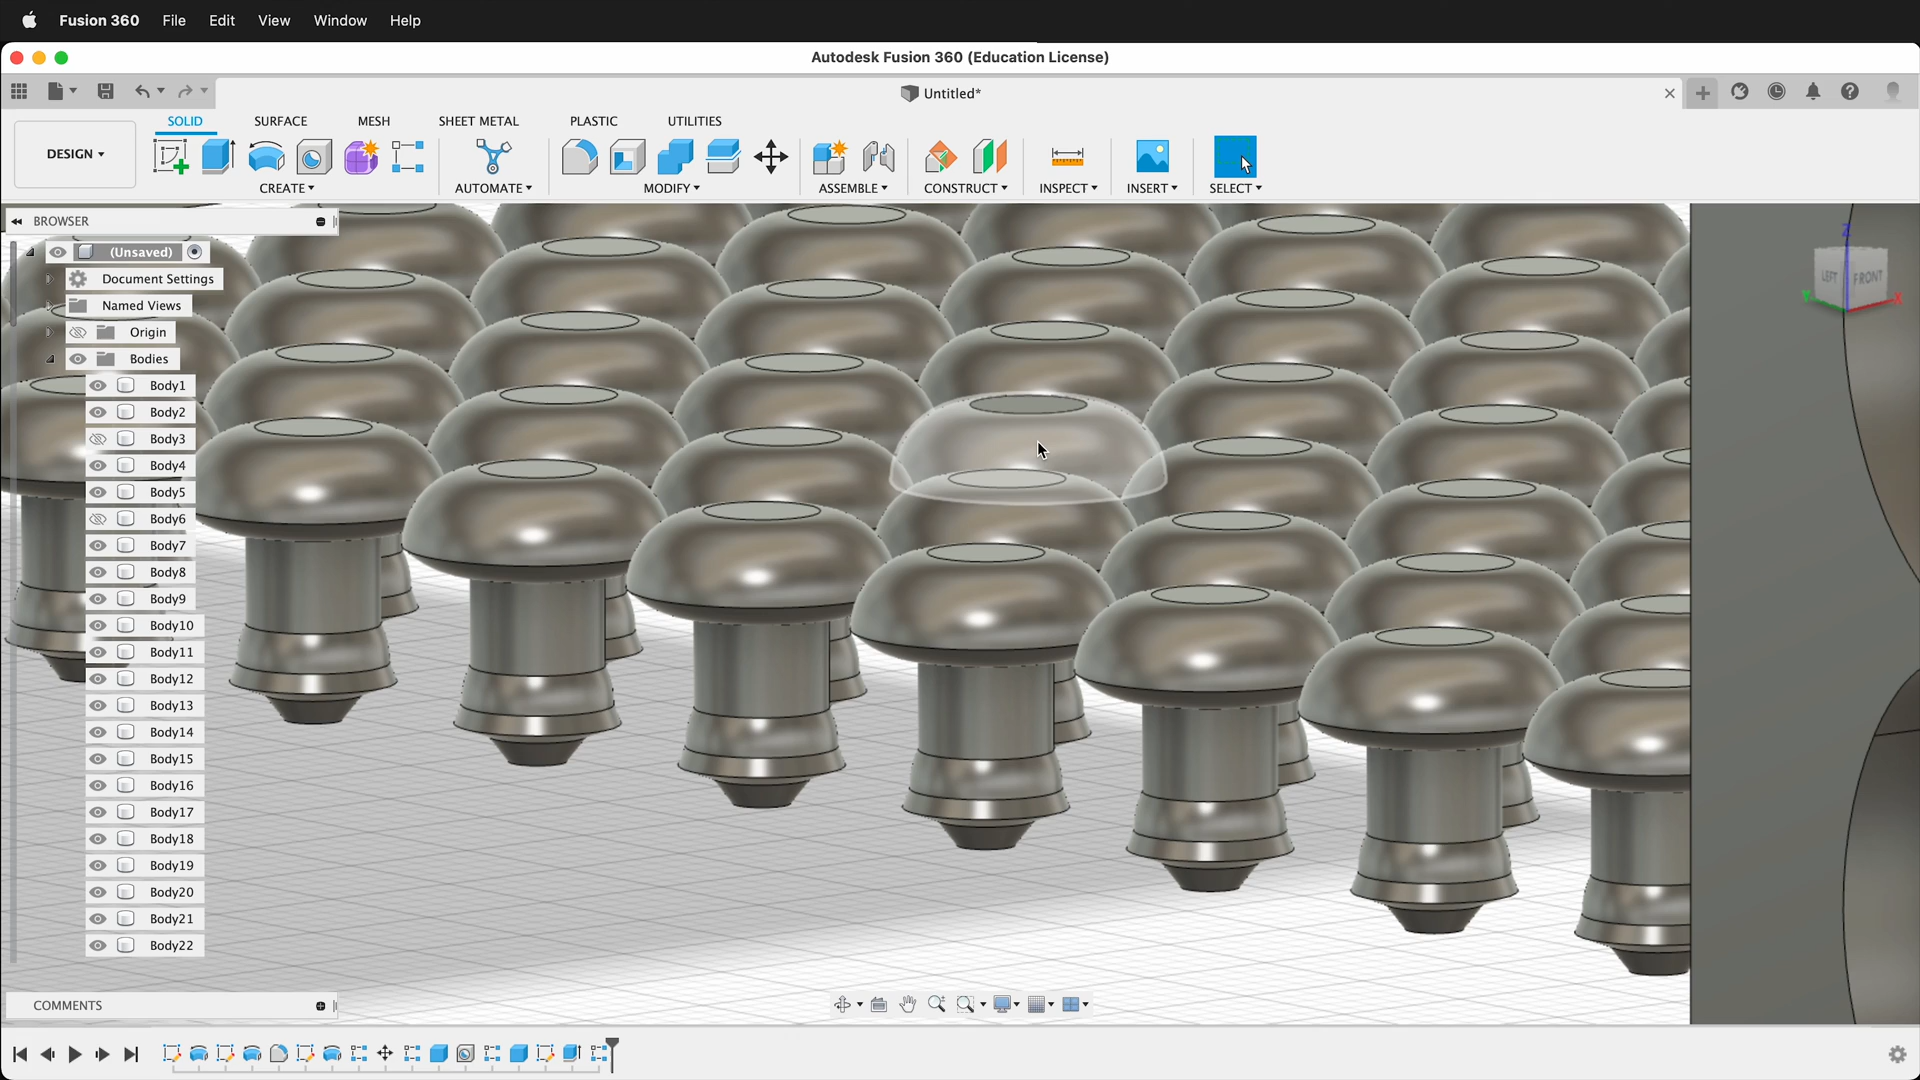 Fusion 360 File Edit View Window Help
Autodesk Fusion 360 (Education License)
Untitled*
SOLID SURFACE MESH SHEET METAL PLASTIC UTILITIES
DESIGN
CREATE AUTOMATE MODIFY ASSEMBLE CONSTRUCT INSPECT INSERT SELECT
BROWSER
(Unsaved)
Document Settings
Named Views
Origin
Bodies
Body1
Body2
Body3
Body4
Body5
Body6
Body7
Body8
Body9
Body10
Body11
Body12
Body13
Body14
Body15
Body16
Body17
Body18
Body19
Body20
Body21
Body22
Z
LEFT FRONT
Y X
COMMENTS